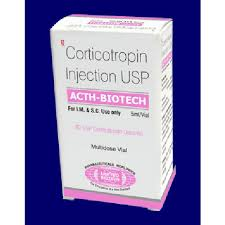 Corticotropin
Injection USP
ACTH-BIOTECH
For I.M. & S.C. Use only
5ml/Vial
Multidose Vial